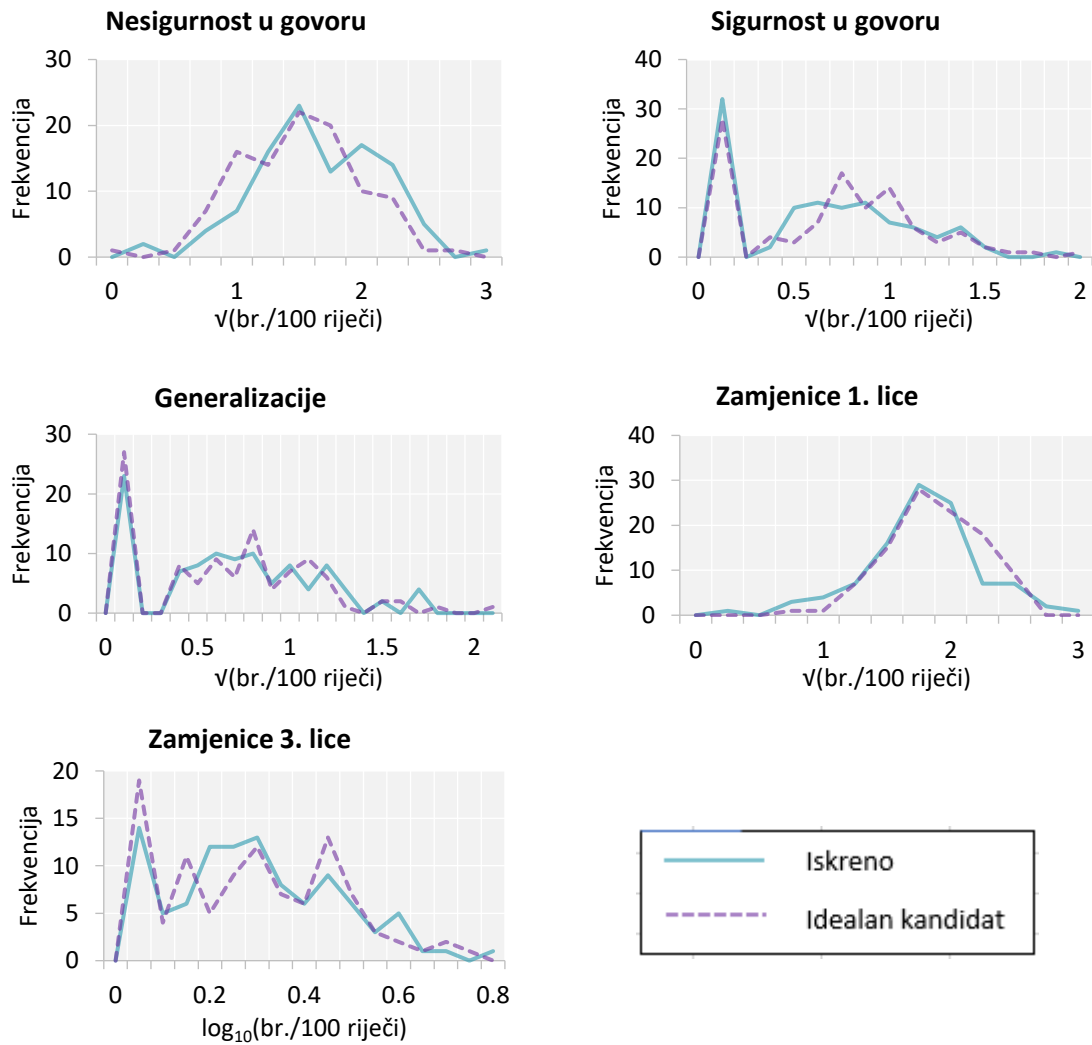 Nesigurnost u govoru
30
20
10
0
Frekvencija
0 1 2 3
√(br./100 riječi)
Sigurnost u govoru
40
30
20
10
0
Frekvencija
0 0.5 1 1.5 2
√(br./100 riječi)
Generalizacije
30
20
10
0
Frekvencija
0 0.5 1 1.5 2
√(br./100 riječi)
Zamjenice 1. lice
40
30
20
10
0
Frekvencija
0 1 2 3
√(br./100 riječi)
Zamjenice 3. lice
20
15
10
5
0
Frekvencija
0 0.2 0.4 0.6 0.8
log₁₀(br./100 riječi)
Iskreno
Idealan kandidat